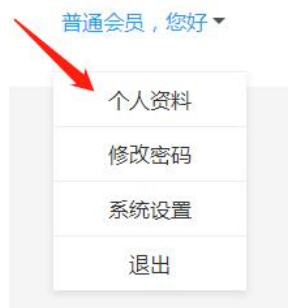 普通会员，您好
个人资料
修改密码
系统设置
退出